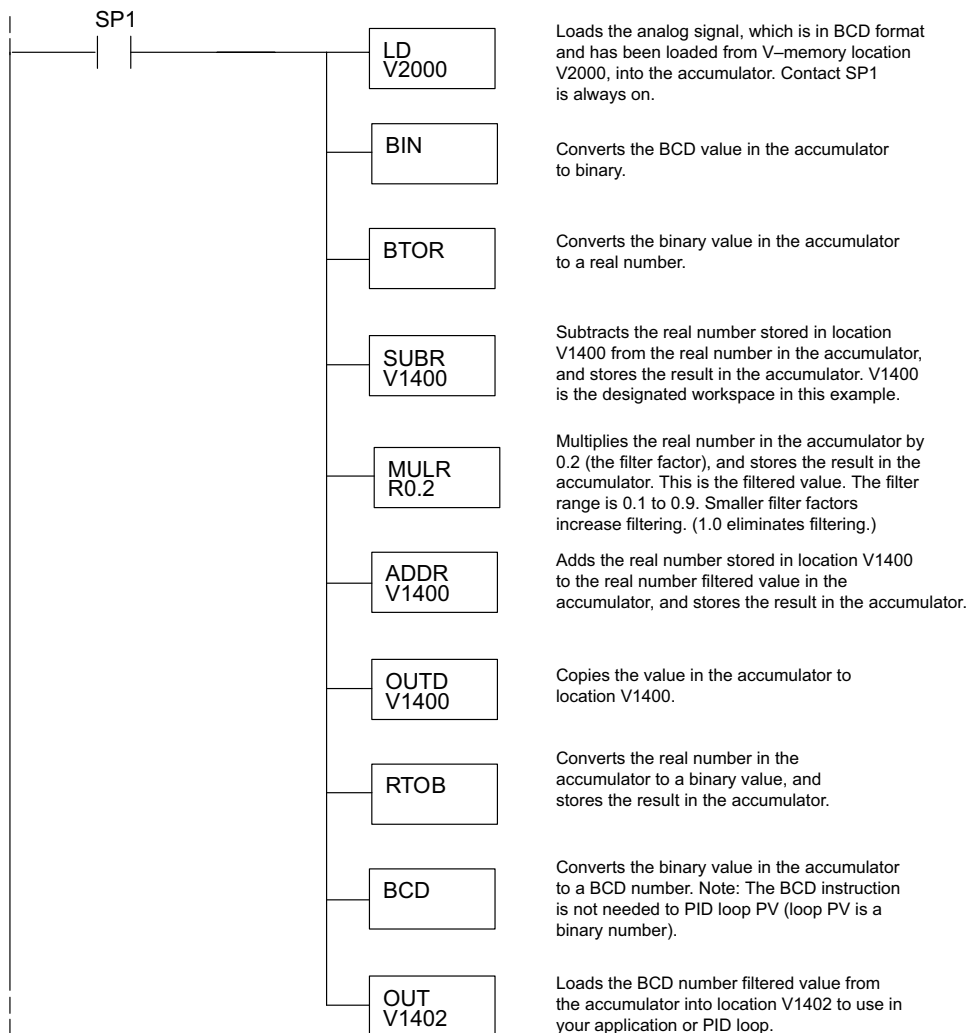 SP1
LD
V2000
Loads the analog signal, which is in BCD format
and has been loaded from V–memory location
V2000, into the accumulator. Contact SP1
is always on.
BIN
Converts the BCD value in the accumulator
to binary.
BTOR
Converts the binary value in the accumulator
to a real number.
SUBR
V1400
Subtracts the real number stored in location
V1400 from the real number in the accumulator,
and stores the result in the accumulator. V1400
is the designated workspace in this example.
MULR
R0.2
Multiplies the real number in the accumulator by
0.2 (the filter factor), and stores the result in the
accumulator. This is the filtered value. The filter
range is 0.1 to 0.9. Smaller filter factors
increase filtering. (1.0 eliminates filtering.)
ADDR
V1400
Adds the real number stored in location V1400
to the real number filtered value in the
accumulator, and stores the result in the accumulator.
OUTD
V1400
Copies the value in the accumulator to
location V1400.
RTOB
Converts the real number in the
accumulator to a binary value, and
stores the result in the accumulator.
BCD
Converts the binary value in the accumulator
to a BCD number. Note: The BCD instruction
is not needed to PID loop PV (loop PV is a
binary number).
OUT
V1402
Loads the BCD number filtered value from
the accumulator into location V1402 to use in
your application or PID loop.